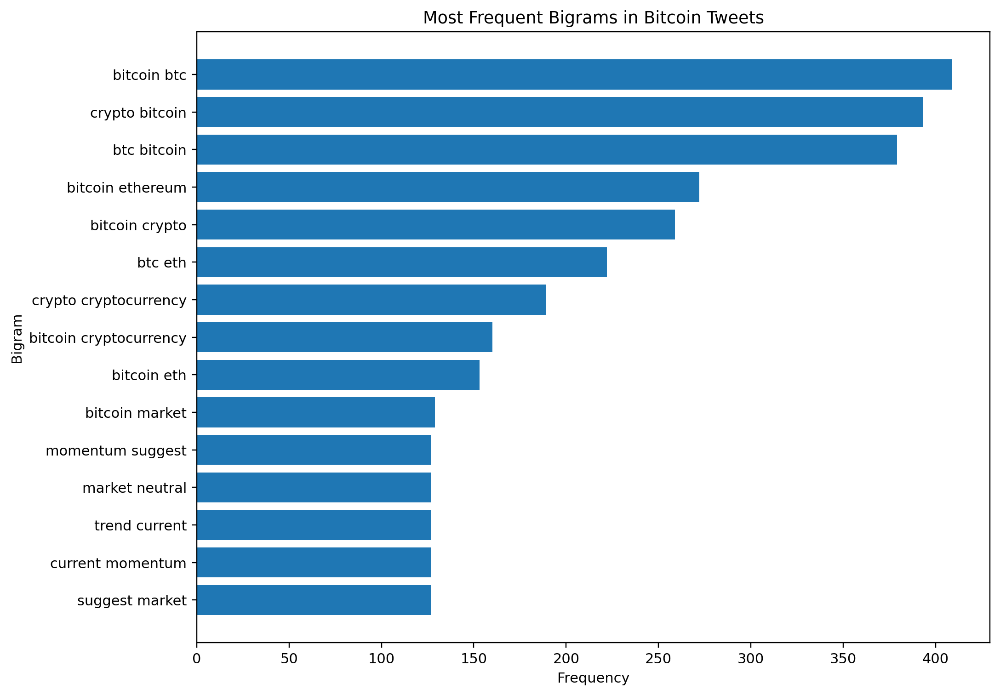 Most Frequent Bigrams in Bitcoin Tweets
bitcoin btc
crypto bitcoin
btc bitcoin
bitcoin ethereum
bitcoin crypto
btc eth
crypto cryptocurrency
bitcoin cryptocurrency
bitcoin eth
bitcoin market
momentum suggest
market neutral
trend current
current momentum
suggest market
Bigram
0 50 100 150 200 250 300 350 400
Frequency